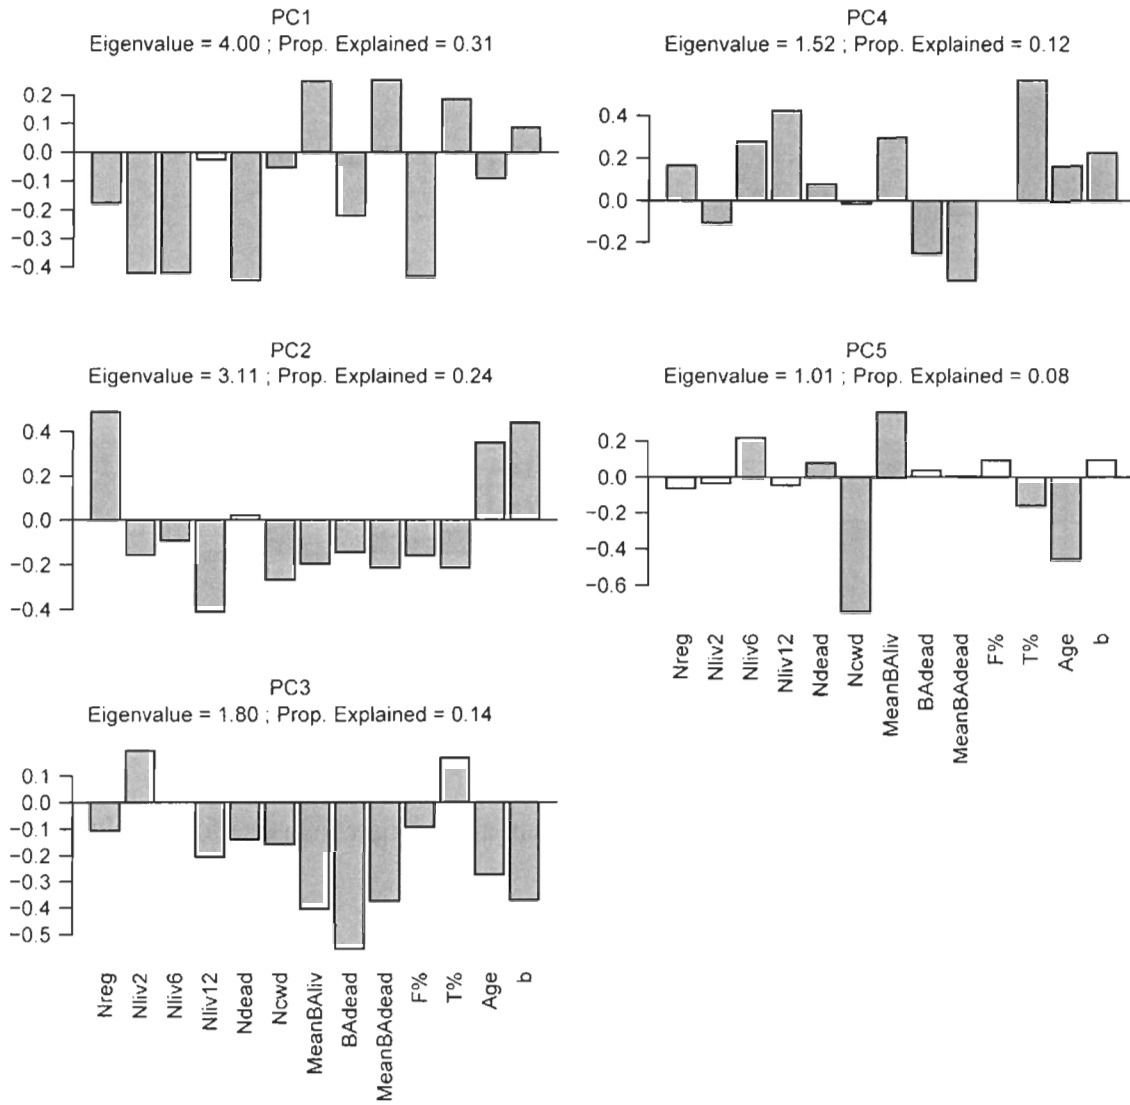 PC1
Eigenvalue = 4.00 ; Prop. Explained = 0.31
0.2
0.1
0.0
−0.1
−0.2
−0.3
−0.4
PC2
Eigenvalue = 3.11 ; Prop. Explained = 0.24
0.4
0.2
0.0
−0.2
−0.4
PC3
Eigenvalue = 1.80 ; Prop. Explained = 0.14
0.1
0.0
−0.1
−0.2
−0.3
−0.4
−0.5
Nreg
Nliv2
Nliv6
Nliv12
Ndead
Ncwd
MeanBAliv
BAdead
MeanBAdead
F%
T%
Age
b
PC4
Eigenvalue = 1.52 ; Prop. Explained = 0.12
0.4
0.2
0.0
−0.2
PC5
Eigenvalue = 1.01 ; Prop. Explained = 0.08
0.2
0.0
−0.2
−0.4
−0.6
Nreg
Nliv2
Nliv6
Nliv12
Ndead
Ncwd
MeanBAliv
BAdead
MeanBAdead
F%
T%
Age
b